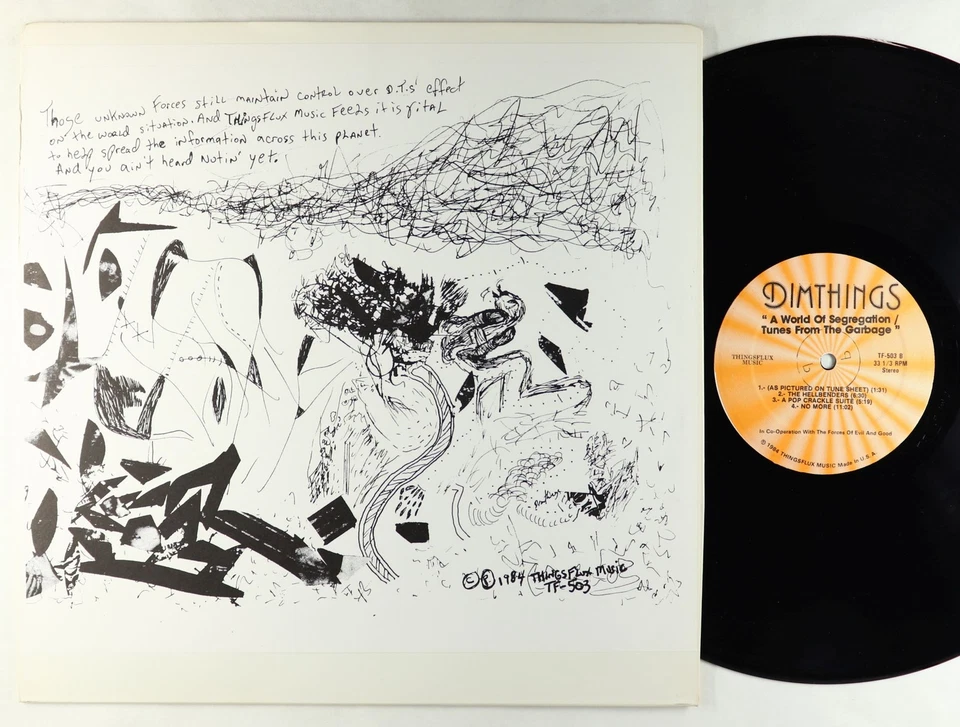 Those unknown Forces still maintain control over D.T.s' effect
on the woald situation. And ThingsFlux Music Feels it is vital
to help spread the information across this planet.
And you ain't heard Nutin' yet.
© ℗ 1984 ThingsFlux Music
TF-503
DIMTHINGS
" A World Of Segregation /
Tunes From The Garbage "
THINGSFLUX
MUSIC
TF-503 B
33 1/3 RPM
Stereo
1.- (AS PICTURED ON TUNE SHEET) (1:31)
2.- THE HELLBENDERS (6:30)
3.- A POP CRACKLE SUITE (5:19)
4.- NO MORE (11:02)
In Co-Operation With The Forces Of Evil And Good
℗ 1984 THINGSFLUX MUSIC Made In U.S.A.